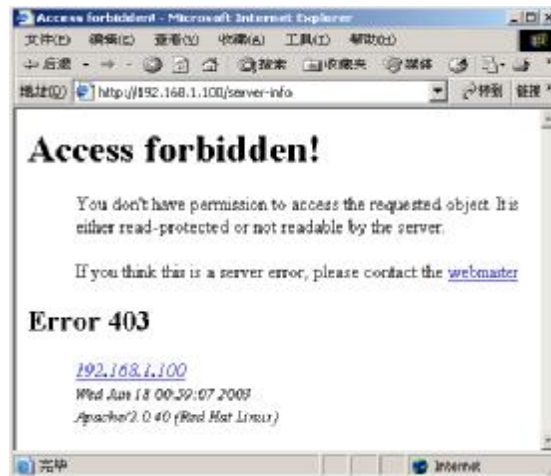 Access forbidden! - Microsoft Internet Explorer
文件(F) 编辑(E) 查看(V) 收藏(A) 工具(T) 帮助(H)
后退 搜索 收藏夹 媒体
地址(D) http://192.168.1.100/server-info 转到 链接
Access forbidden!
You don't have permission to access the requested object. It is
either read-protected or not readable by the server.
If you think this is a server error, please contact the webmaster
Error 403
192.168.1.100
Wed Jun 18 00:39:07 2003
Apache/2.0.40 (Red Hat Linux)
完毕 Internet